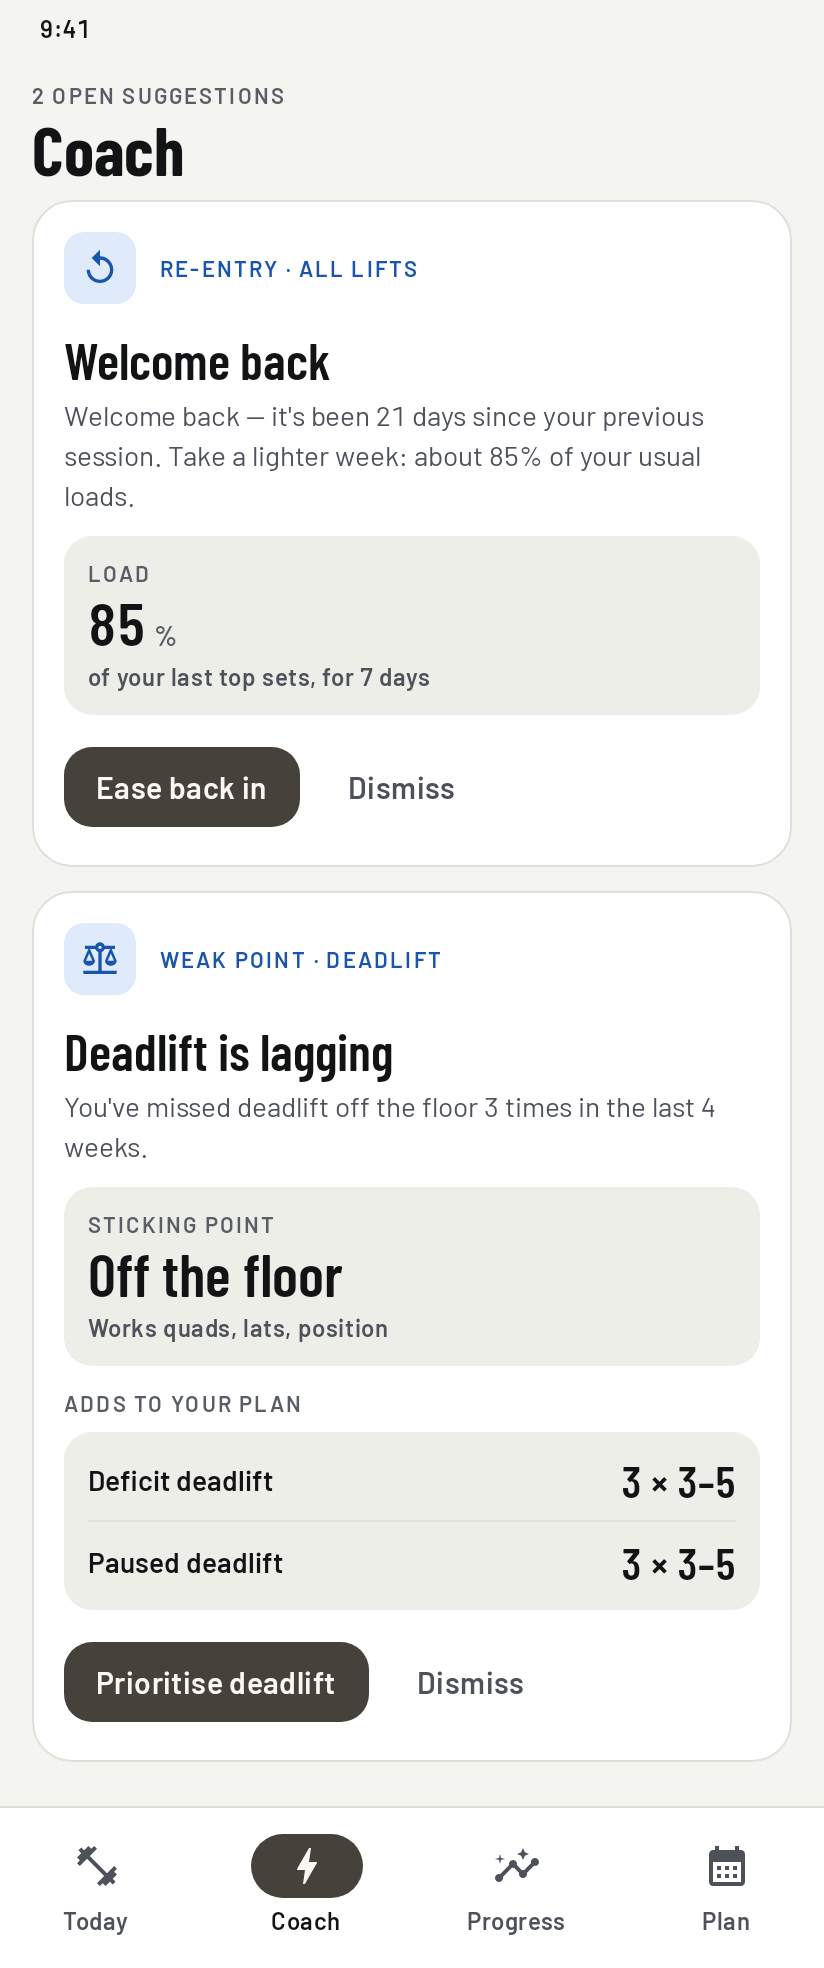 9:41
2 OPEN SUGGESTIONS
Coach
RE-ENTRY · ALL LIFTS
Welcome back
Welcome back — it's been 21 days since your previous
session. Take a lighter week: about 85% of your usual
loads.
LOAD
85 %
of your last top sets, for 7 days
Ease back in Dismiss
WEAK POINT · DEADLIFT
Deadlift is lagging
You've missed deadlift off the floor 3 times in the last 4
weeks.
STICKING POINT
Off the floor
Works quads, lats, position
ADDS TO YOUR PLAN
Deficit deadlift 3 × 3–5
Paused deadlift 3 × 3–5
Prioritise deadlift Dismiss
Today Coach Progress Plan